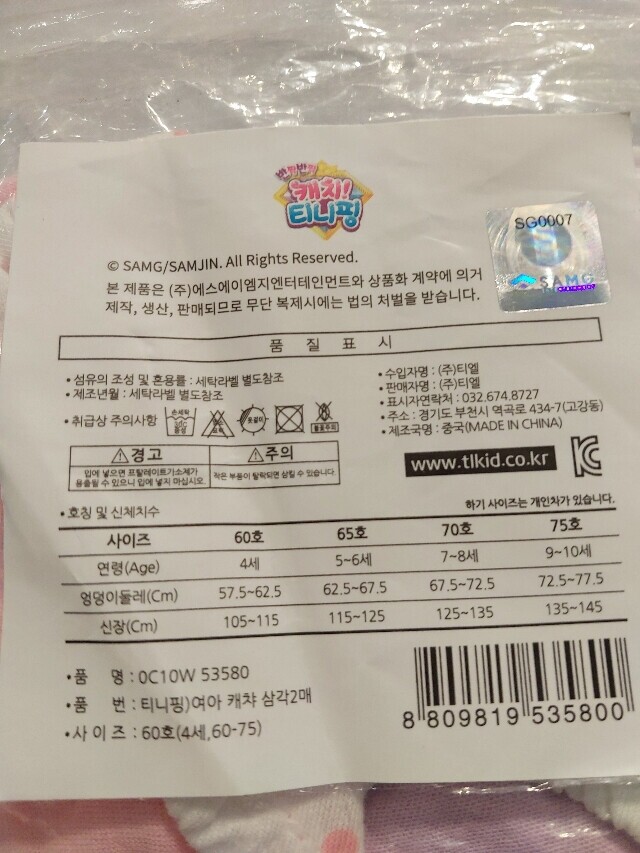 반짝반짝
캐치!
티니핑
SG0007
SAMG
© SAMG/SAMJIN. All Rights Reserved.
본 제품은 (주)에스에이엠지엔터테인먼트와 상품화 계약에 의거
제작, 생산, 판매되므로 무단 복제시에는 법의 처벌을 받습니다.
품 질 표 시
•섬유의 조성 및 혼용률 : 세탁라벨 별도참조
•제조년월 : 세탁라벨 별도참조
•취급상 주의사항
손세탁
중성
옷걸이
•수입자명 : (주)티엘
•판매자명 : (주)티엘
•표시자연락처 : 032.674.8727
•주소 : 경기도 부천시 역곡로 434-7(고강동)
•제조국명 : 중국(MADE IN CHINA)
⚠경고
⚠주의
입에 넣으면 프탈레이트가소제가
용출될 수 있으니 입에 넣지 마십시오.
작은 부품이 탈락되면 삼킬 수 있습니다.
www.tlkid.co.kr
KC
•호칭 및 신체치수
하기 사이즈는 개인차가 있습니다.
사이즈 60호 65호 70호 75호
연령(Age) 4세 5~6세 7~8세 9~10세
엉덩이둘레(Cm) 57.5~62.5 62.5~67.5 67.5~72.5 72.5~77.5
신장(Cm) 105~115 115~125 125~135 135~145
•품 명 : 0C10W 53580
•품 번 : 티니핑)여아 캐챠 삼각2매
•사 이 즈 : 60호(4세,60-75)
8 809819 535800